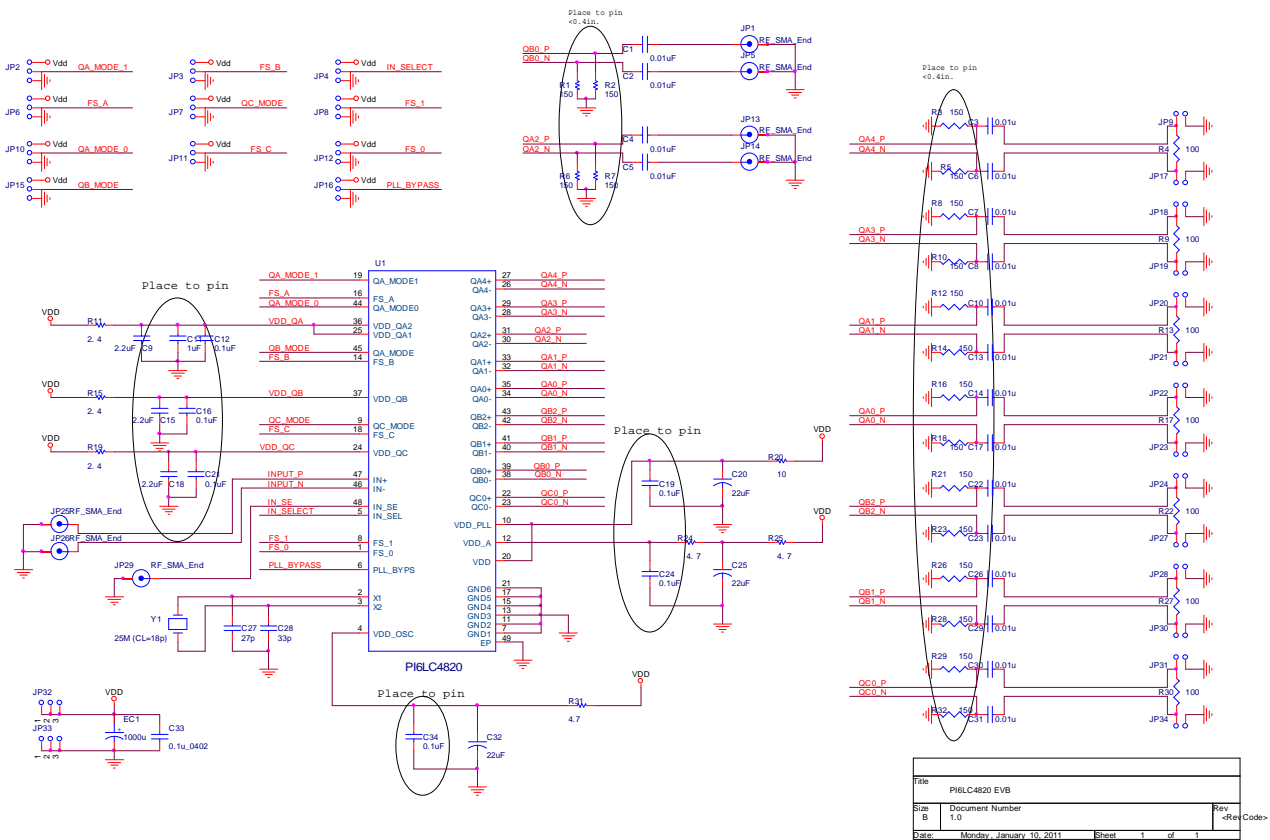 Place to pin
<0.4in.
QB0_P
QB0_N
C1
0.01uF
C2
0.01uF
R1
150
R2
150
JP1
RF_SMA_End
JP5
RF_SMA_End
QA2_P
QA2_N
C4
0.01uF
C5
0.01uF
R6
150
R7
150
JP13
RF_SMA_End
JP14
RF_SMA_End
JP2
Vdd
QA_MODE_1
JP3
Vdd
FS_B
JP4
Vdd
IN_SELECT
JP6
Vdd
FS_A
JP7
Vdd
QC_MODE
JP8
Vdd
FS_1
JP10
Vdd
QA_MODE_0
JP11
Vdd
FS_C
JP12
Vdd
FS_0
JP15
Vdd
QB_MODE
JP16
Vdd
PLL_BYPASS
Place to pin
<0.4in.
R3 150
C3 0.01u
JP9
QA4_P
QA4_N
R4
100
R5
150
C6 0.01u
JP17
R8 150
C7 0.01u
JP18
QA3_P
QA3_N
R9
100
R10
150
C8 0.01u
JP19
R12 150
C10 0.01u
JP20
QA1_P
QA1_N
R13
100
R14
150
C13 0.01u
JP21
R16 150
C14 0.01u
JP22
QA0_P
QA0_N
R17
100
R18
150
C17 0.01u
JP23
R21 150
C22 0.01u
JP24
QB2_P
QB2_N
R22
100
R23 150
C23 0.01u
JP27
R26 150
C26 0.01u
JP28
QB1_P
QB1_N
R27
100
R28 150
C29 0.01u
JP30
R29 150
C30 0.01u
JP31
QC0_P
QC0_N
R30
100
R32 150
C31 0.01u
JP34
U1
QA_MODE_1 19 QA_MODE1
FS_A 16 FS_A
QA_MODE_0 44 QA_MODE0
VDD_QA 36 VDD_QA2
25 VDD_QA1
QB_MODE 45 QA_MODE
FS_B 14 FS_B
VDD_QB 37 VDD_QB
QC_MODE 9 QC_MODE
FS_C 18 FS_C
VDD_QC 24 VDD_QC
INPUT_P 47 IN+
INPUT_N 46 IN-
48 IN_SE
IN_SELECT 5 IN_SEL
FS_1 8 FS_1
FS_0 1 FS_0
PLL_BYPASS 6 PLL_BYPS
2 X1
3 X2
4 VDD_OSC
QA4+ 27 QA4_P
QA4- 26 QA4_N
QA3+ 29 QA3_P
QA3- 28 QA3_N
QA2+ 31 QA2_P
QA2- 30 QA2_N
QA1+ 33 QA1_P
QA1- 32 QA1_N
QA0+ 35 QA0_P
QA0- 34 QA0_N
QB2+ 43 QB2_P
QB2- 42 QB2_N
QB1+ 41 QB1_P
QB1- 40 QB1_N
QB0+ 39 QB0_P
QB0- 38 QB0_N
QC0+ 22 QC0_P
QC0- 23 QC0_N
VDD_PLL 10
VDD_A 12
VDD 20
GND6 21
GND5 17
GND4 15
GND3 13
GND2 11
GND1 7
EP 49
PI6LC4820
Place to pin
VDD
R11
2. 4
2.2uF C9
1uF
C12
0.1uF
VDD
R15
2. 4
2.2uF C15
C16
0.1uF
VDD
R19
2. 4
2.2uF C18
C21
0.1uF
JP25RF_SMA_End
JP26RF_SMA_End
JP29 RF_SMA_End
Y1
25M (CL=18p)
C27
27p
C28
33p
Place to pin
C19
0.1uF
C20
22uF
R20
10
VDD
R24
4. 7
R25
4. 7
VDD
C24
0.1uF
C25
22uF
Place to pin
C34
0.1uF
C32
22uF
R31
4.7
VDD
JP32
1 2 3
JP33
1 2 3
VDD
EC1
+
1000u
C33
0.1u_0402
Title
PI6LC4820 EVB
Size
B
Document Number
1.0
Rev
<RevCode>
Date: Monday, January 10, 2011 Sheet 1 of 1